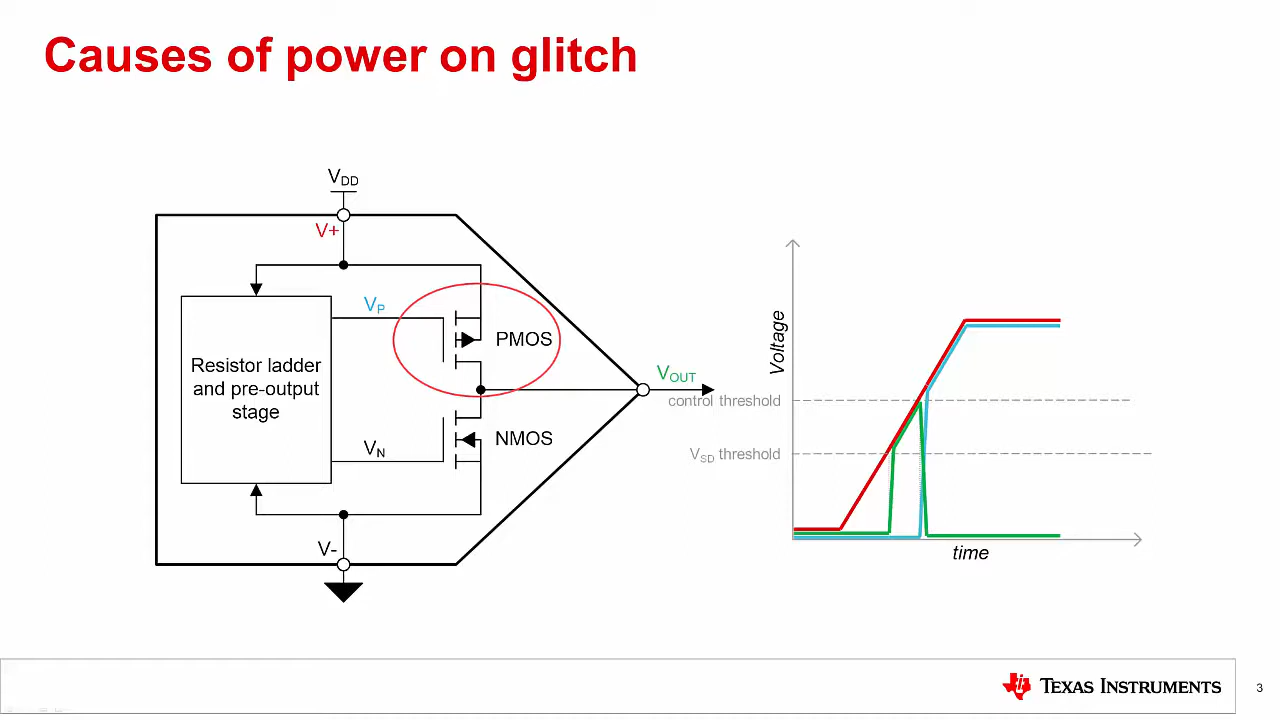 Causes of power on glitch
VDD
V+
VP
PMOS
Resistor ladder
and pre-output
stage
VOUT
NMOS
VN
V-
Voltage
control threshold
VSD threshold
time
TEXAS INSTRUMENTS
3